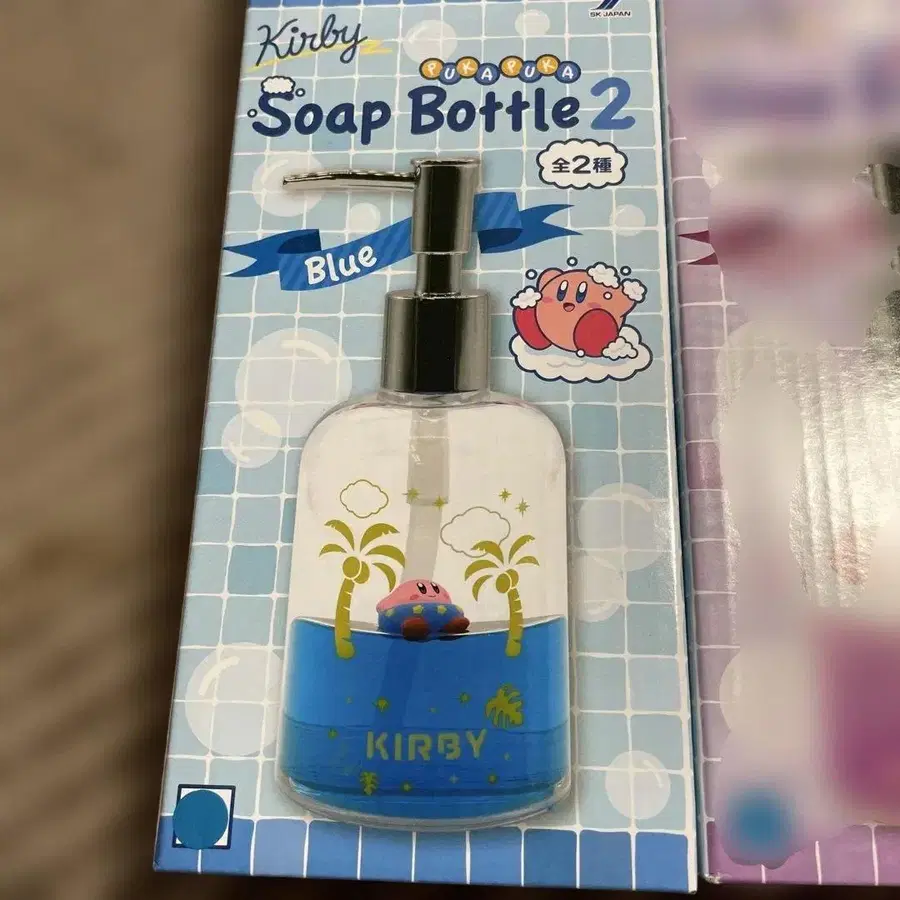 SK JAPAN
Kirby
PUKAPUKA
Soap Bottle 2
全2種
Blue
KIRBY